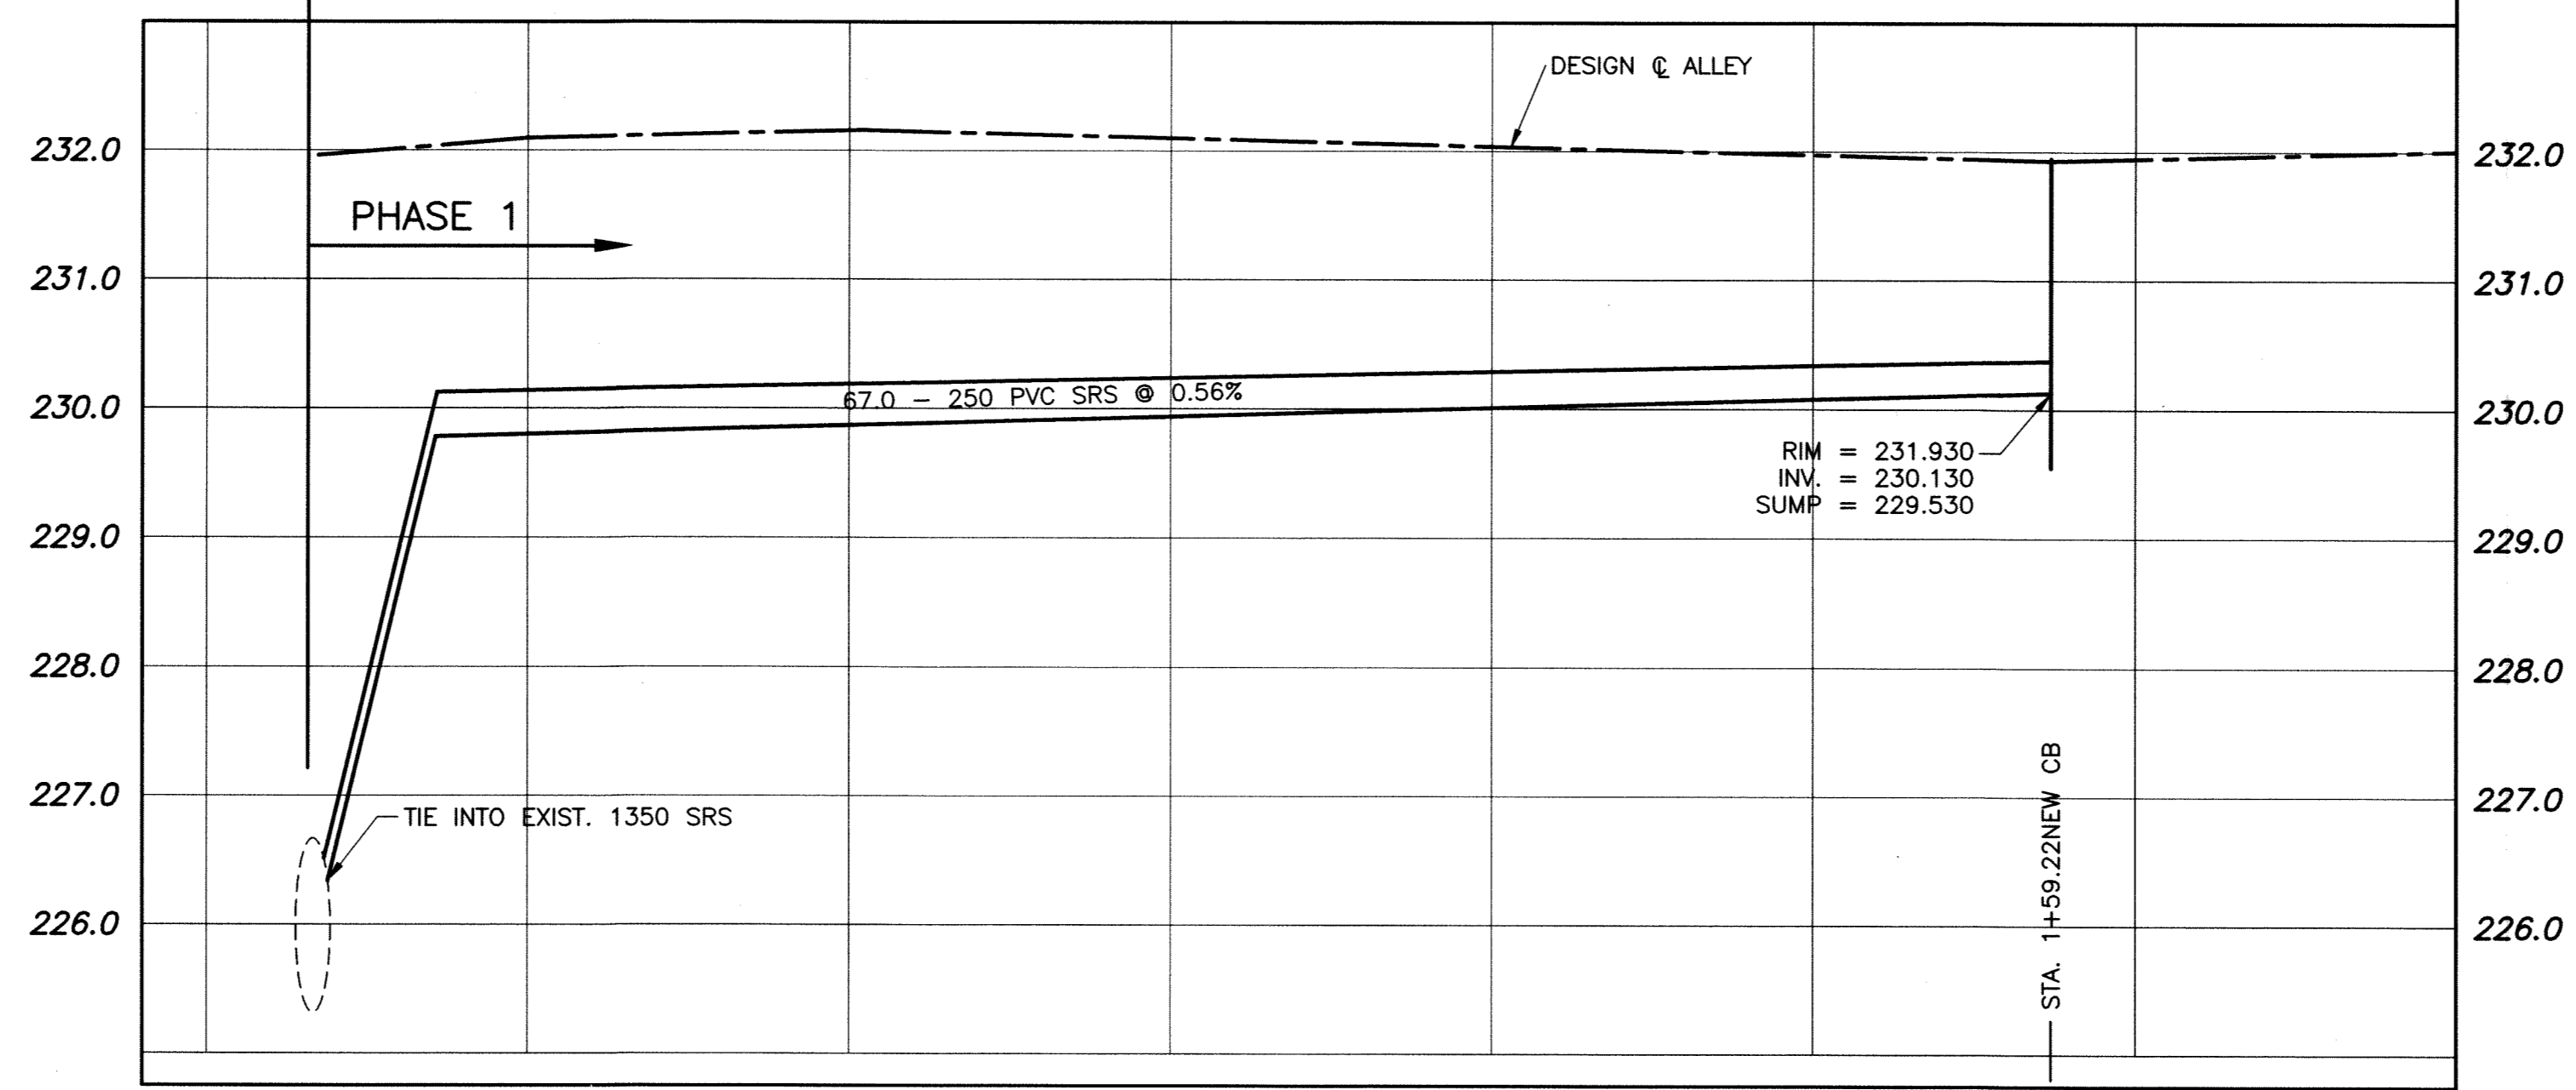 DESIGN ℄ ALLEY
232.0
232.0
PHASE 1
231.0
231.0
67.0 - 250 PVC SRS @ 0.56%
230.0
230.0
RIM = 231.930
INV. = 230.130
SUMP = 229.530
229.0
229.0
228.0
228.0
227.0
227.0
TIE INTO EXIST. 1350 SRS
226.0
226.0
STA. 1+59.22NEW CB